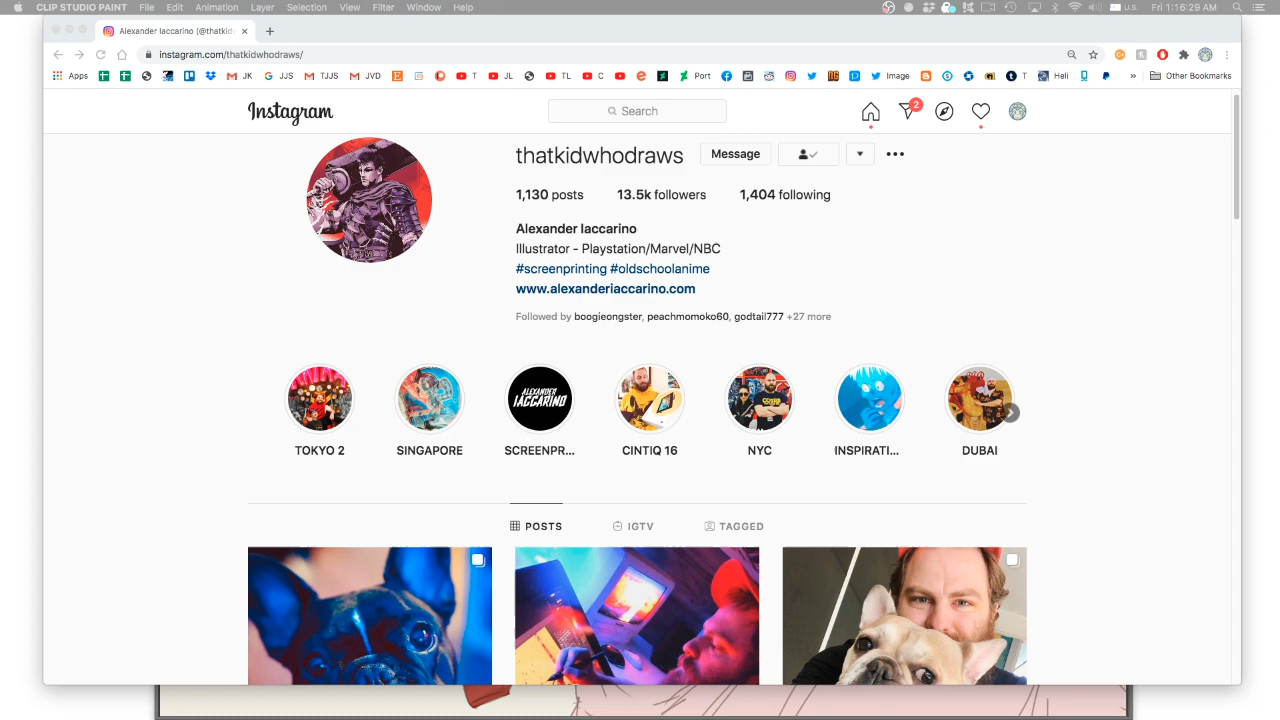 CLIP STUDIO PAINT File Edit Animation Layer Selection View Filter Window Help U.S. Fri 1:16:29 AM
Alexander Iaccarino (@thatkid
instagram.com/thatkidwhodraws/
Apps JK JJS TJJS JVD T JL TL C Port Image T Heli » Other Bookmarks
Instagram
Search
2
thatkidwhodraws Message
1,130 posts 13.5k followers 1,404 following
Alexander Iaccarino
Illustrator - Playstation/Marvel/NBC
#screenprinting #oldschoolanime
www.alexanderiaccarino.com
Followed by boogieongster, peachmomoko60, godtail777 +27 more
ALEXANDER
IACCARINO
TOKYO 2 SINGAPORE SCREENPR... CINTIQ 16 NYC INSPIRATI... DUBAI
POSTS IGTV TAGGED